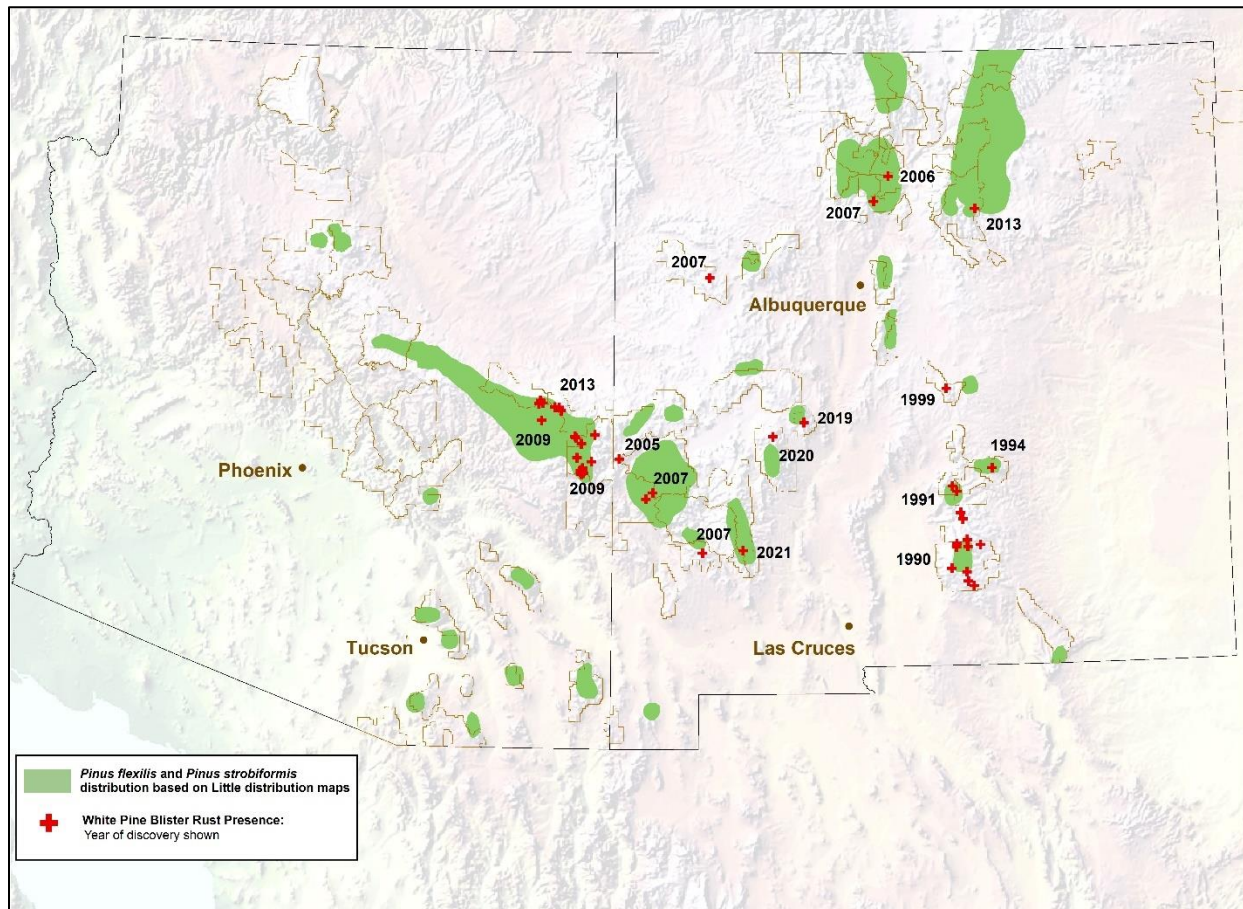 2006
2007
2013
2007
Albuquerque
2013
1999
2019
2009
2005
2020
1994
Phoenix
2009
2007
1991
2007
2021
1990
Tucson
Las Cruces
Pinus flexilis and Pinus strobiformis
distribution based on Little distribution maps
White Pine Blister Rust Presence:
Year of discovery shown